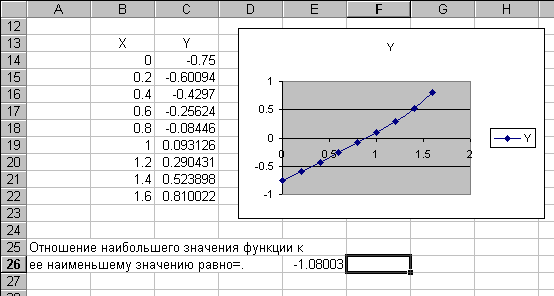 A B C D E F G H
12
13 X Y
14 0 -0.75
15 0.2 -0.60094
16 0.4 -0.4297
17 0.6 -0.25624
18 0.8 -0.08446
19 1 0.093126
20 1.2 0.290431
21 1.4 0.523898
22 1.6 0.810022
23
24
25 Отношение наибольшего значения функции к
26 ее наименьшему значению равно=. -1.08003
27
28
Y
1
0.5
0
-0.5
-1
0 0.5 1 1.5 2
Y